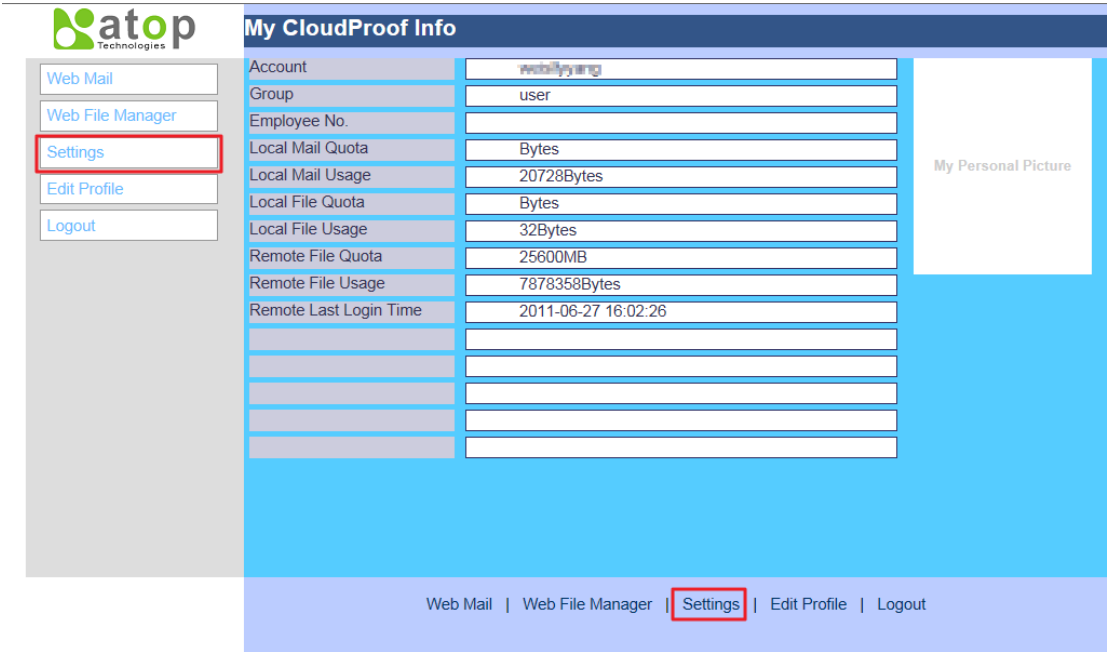 atop
Technologies
My CloudProof Info
Web Mail
Web File Manager
Settings
Edit Profile
Logout
Account
Group user
Employee No.
Local Mail Quota Bytes
Local Mail Usage 20728Bytes
Local File Quota Bytes
Local File Usage 32Bytes
Remote File Quota 25600MB
Remote File Usage 7878358Bytes
Remote Last Login Time 2011-06-27 16:02:26
My Personal Picture
Web Mail | Web File Manager | Settings | Edit Profile | Logout